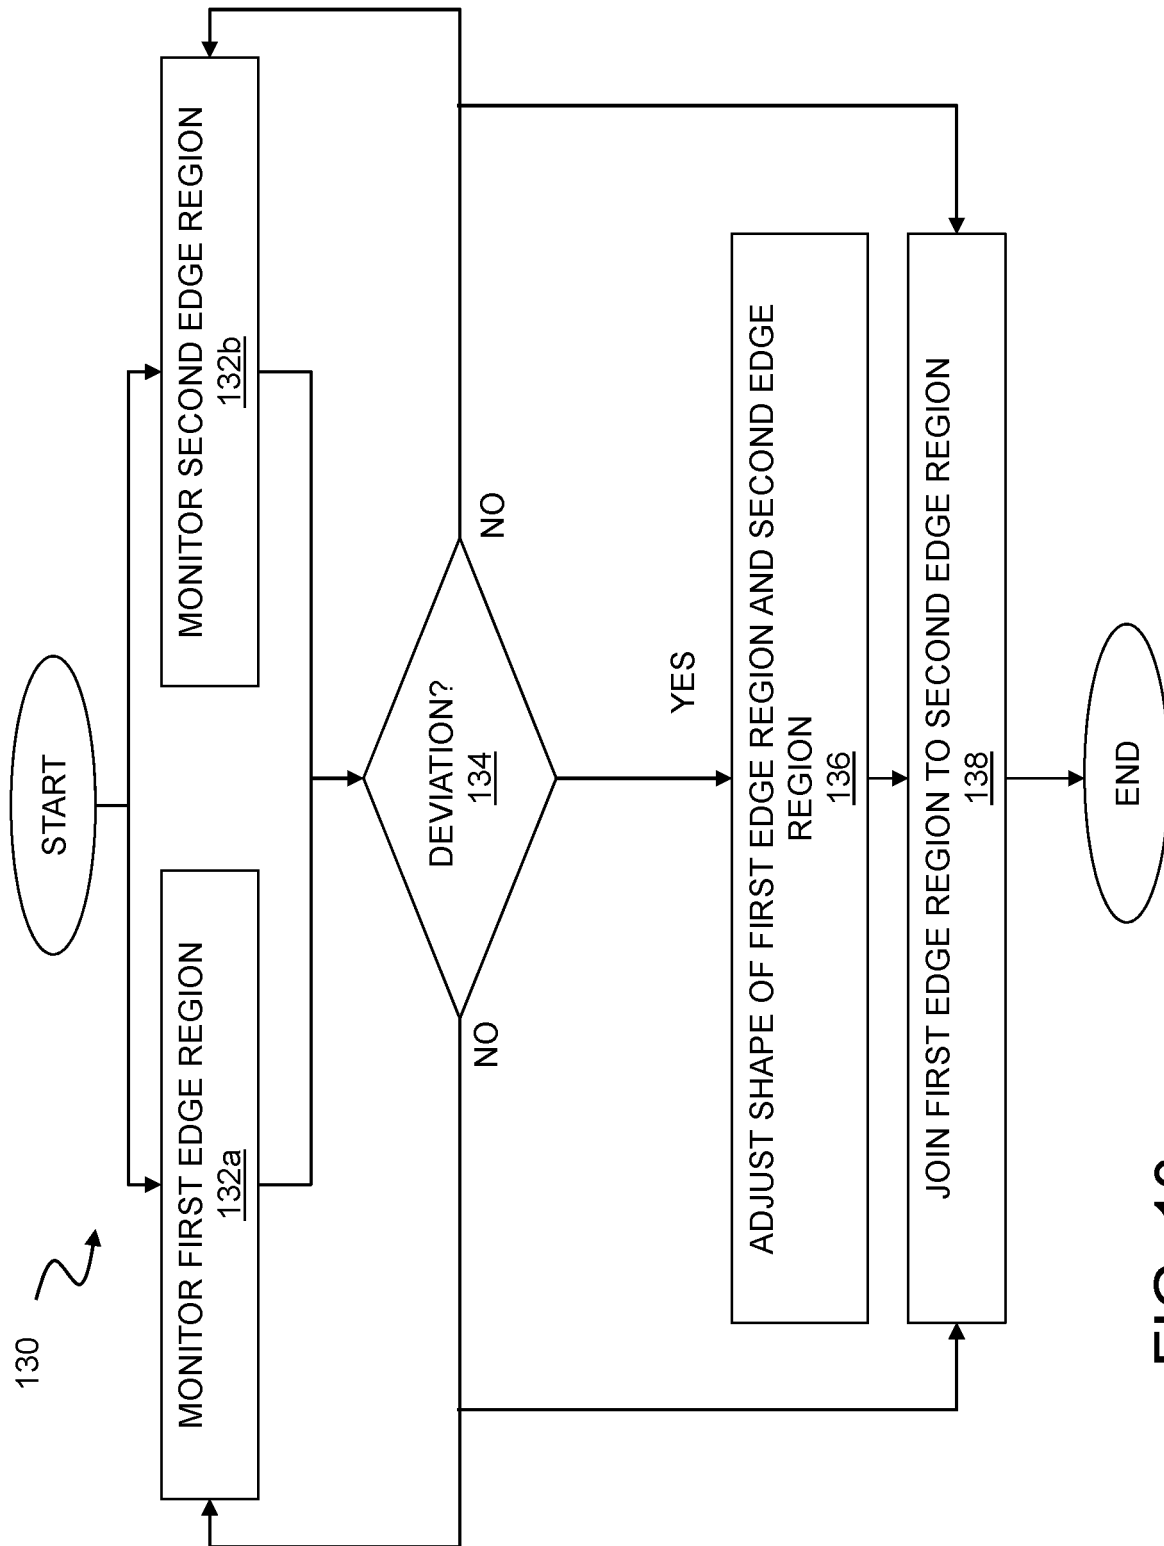 130
START
MONITOR FIRST EDGE REGION
132a
MONITOR SECOND EDGE REGION
132b
DEVIATION?
134
NO
NO
YES
ADJUST SHAPE OF FIRST EDGE REGION AND SECOND EDGE
REGION
136
JOIN FIRST EDGE REGION TO SECOND EDGE REGION
138
END
FIG.